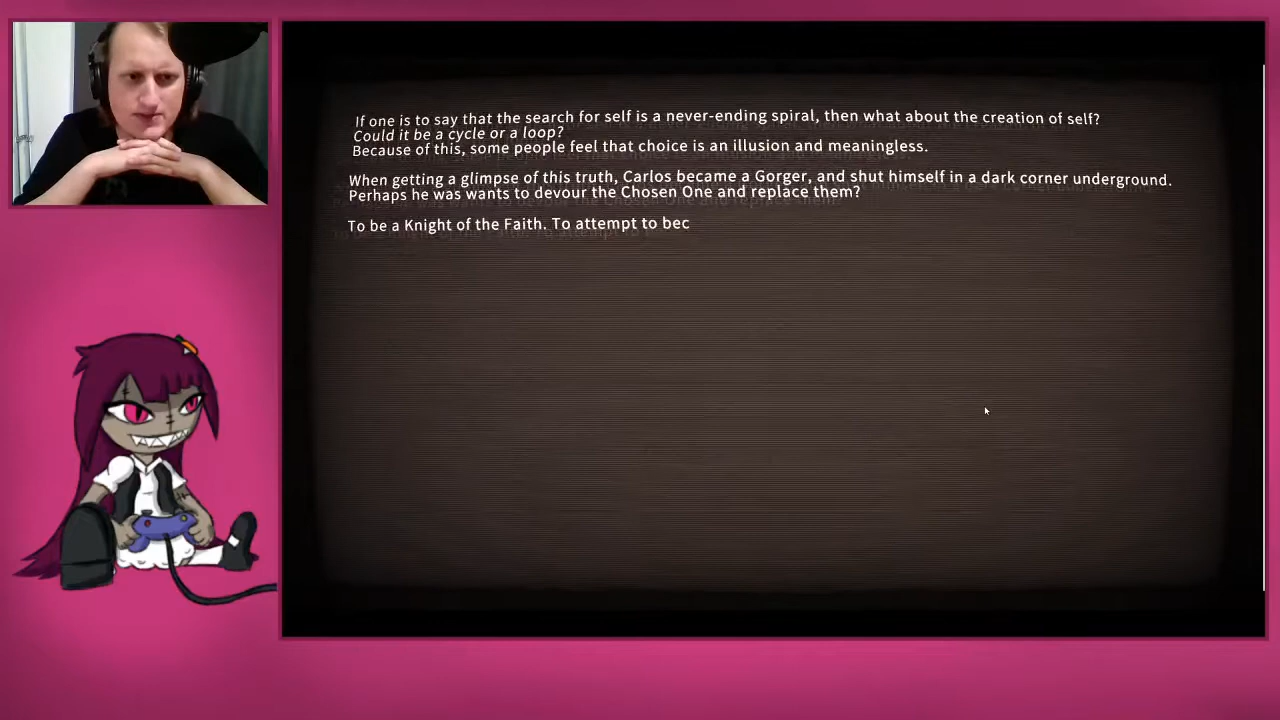 If one is to say that the search for self is a never-ending spiral, then what about the creation of self?
Could it be a cycle or a loop?
Because of this, some people feel that choice is an illusion and meaningless.
When getting a glimpse of this truth, Carlos became a Gorger, and shut himself in a dark corner underground.
Perhaps he was wants to devour the Chosen One and replace them?
To be a Knight of the Faith. To attempt to bec